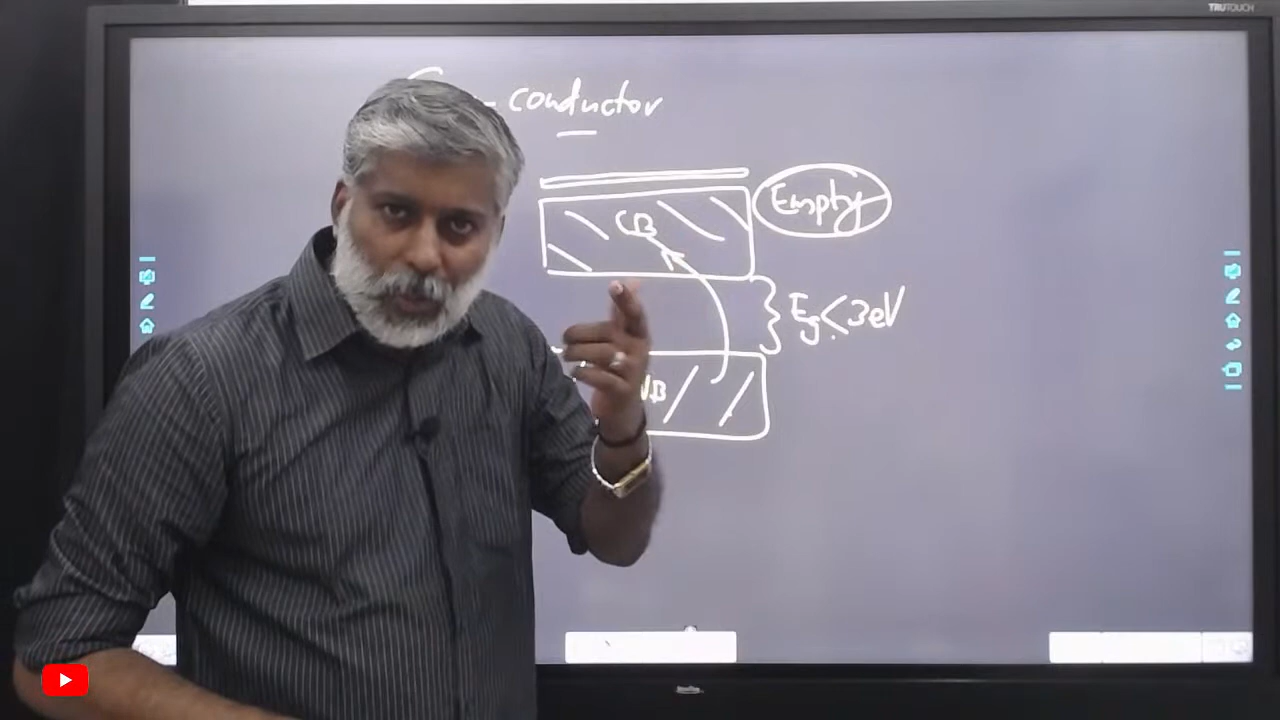 TRUTOUCH
- conductor
CB
Empty
Eg < 3eV
VB